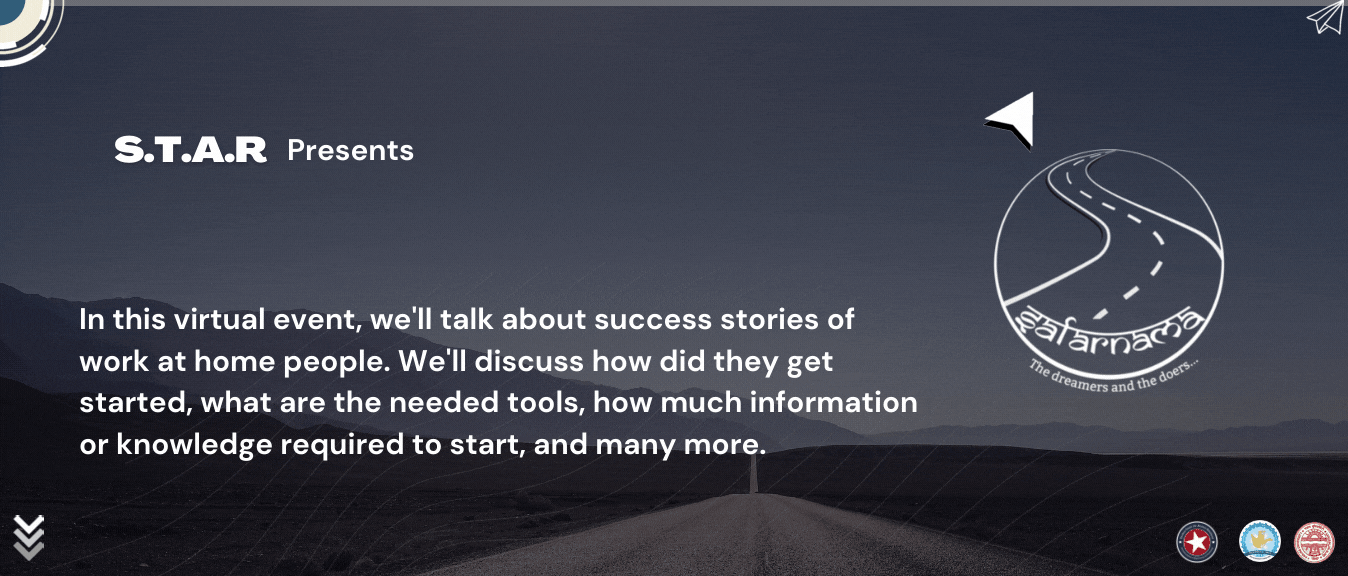 S.T.A.R Presents
In this virtual event, we'll talk about success stories of
work at home people. We'll discuss how did they get
started, what are the needed tools, how much information
or knowledge required to start, and many more.
safarnama
The dreamers and the doers...